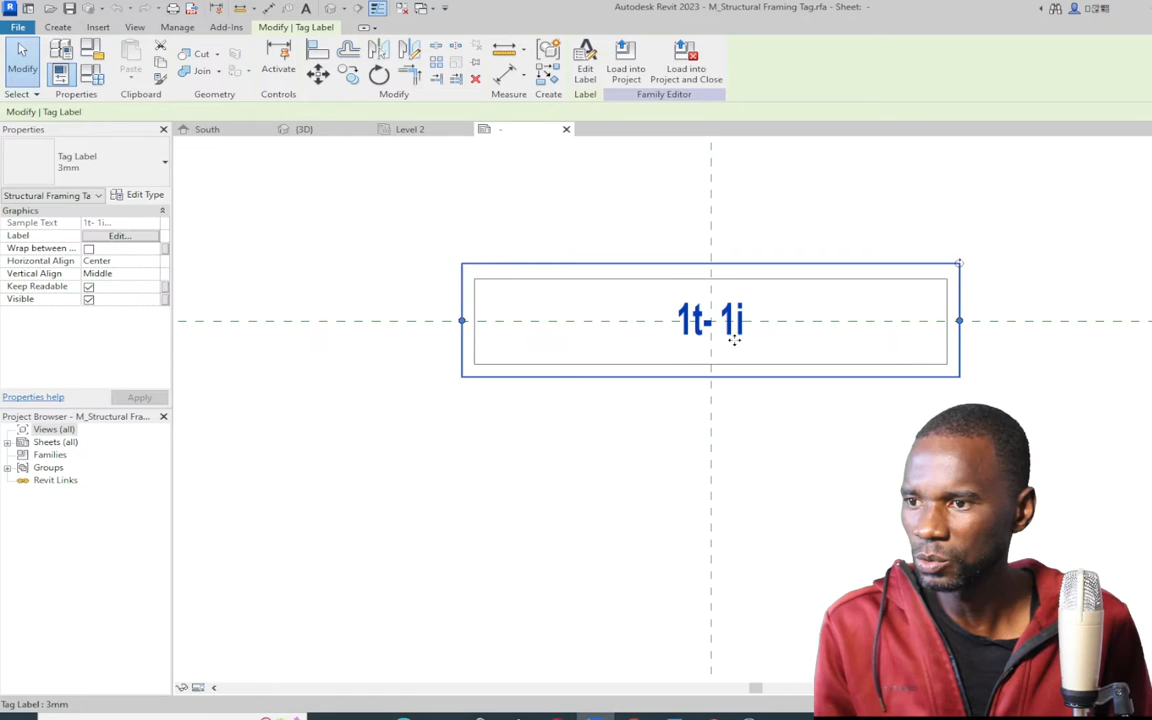 Autodesk Revit 2023 - M_Structural Framing Tag.rfa - Sheet: -
File Create Insert View Manage Add-Ins Modify | Tag Label
Modify Paste Cut Join Activate Edit Label Load into Project Load into Project and Close
Select Properties Clipboard Geometry Controls Modify Measure Create Label Family Editor
Modify | Tag Label
Properties South {3D} Level 2 -
Tag Label
3mm
Structural Framing Ta Edit Type
Graphics
Sample Text 1t- 1i...
Label Edit...
Wrap between ...
Horizontal Align Center
Vertical Align Middle
Keep Readable
Visible
1t- 1i
Properties help Apply
Project Browser - M_Structural Fra...
Views (all)
Sheets (all)
Families
Groups
Revit Links
Tag Label : 3mm